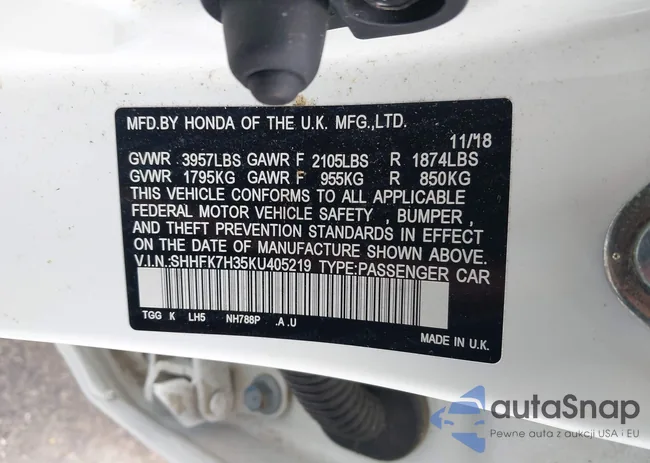 MFD.BY HONDA OF THE U.K. MFG.,LTD.
11/18
GVWR 3957LBS GAWR F 2105LBS R 1874LBS
GVWR 1795KG GAWR F 955KG R 850KG
THIS VEHICLE CONFORMS TO ALL APPLICABLE
FEDERAL MOTOR VEHICLE SAFETY , BUMPER ,
AND THEFT PREVENTION STANDARDS IN EFFECT
ON THE DATE OF MANUFACTURE SHOWN ABOVE.
V.I.N.:SHHFK7H35KU405219 TYPE:PASSENGER CAR
TGG K LH5 NH788P .A .U
MADE IN U.K.
autoSnap
Pewne auta z aukcji USA i EU